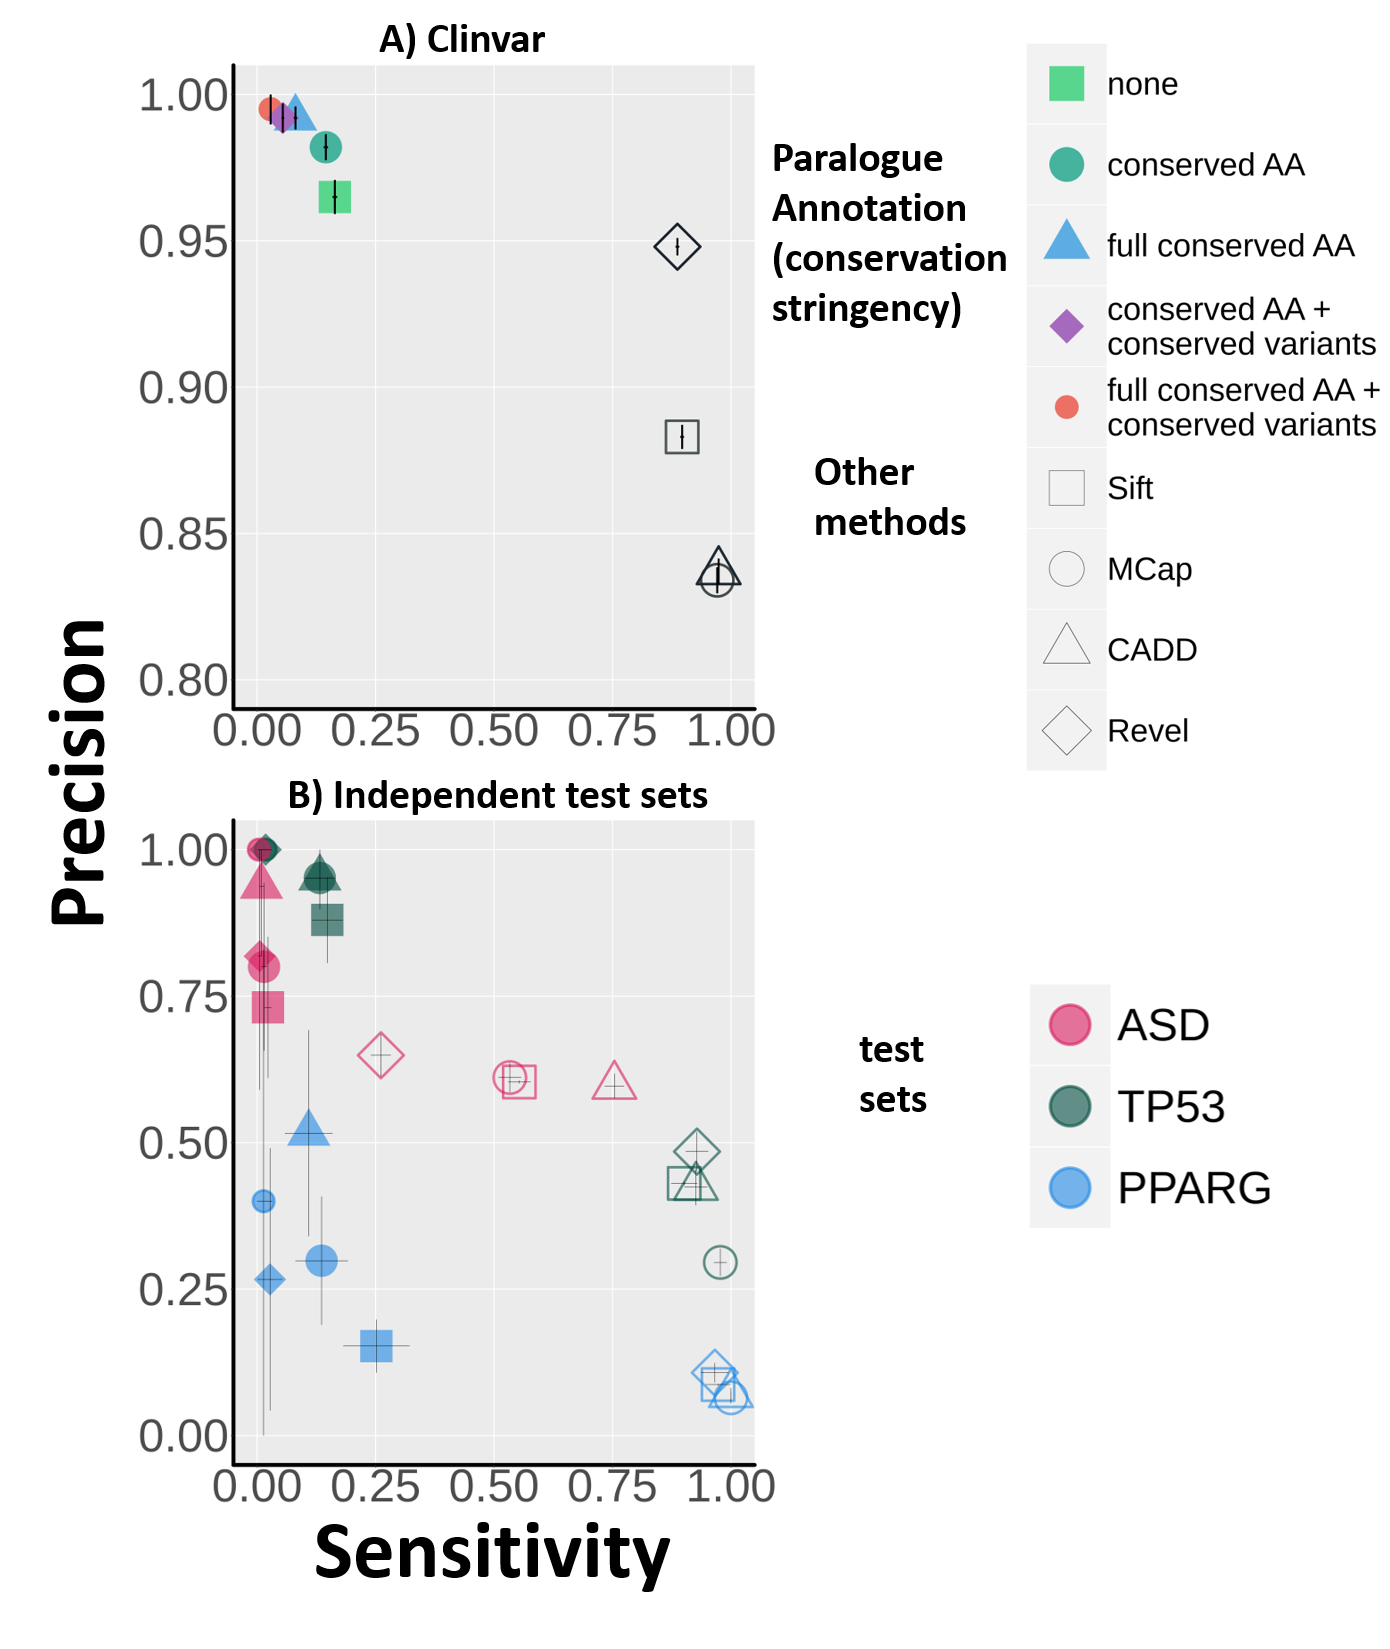 A) Clinvar
1.00
0.95
0.90
0.85
0.80
0.00 0.25 0.50 0.75 1.00
Paralogue
Annotation
(conservation
stringency)
Other
methods
none
conserved AA
full conserved AA
conserved AA +
conserved variants
full conserved AA +
conserved variants
Sift
MCap
CADD
Revel
Precision
B) Independent test sets
1.00
0.75
0.50
0.25
0.00
0.00 0.25 0.50 0.75 1.00
Sensitivity
test
sets
ASD
TP53
PPARG